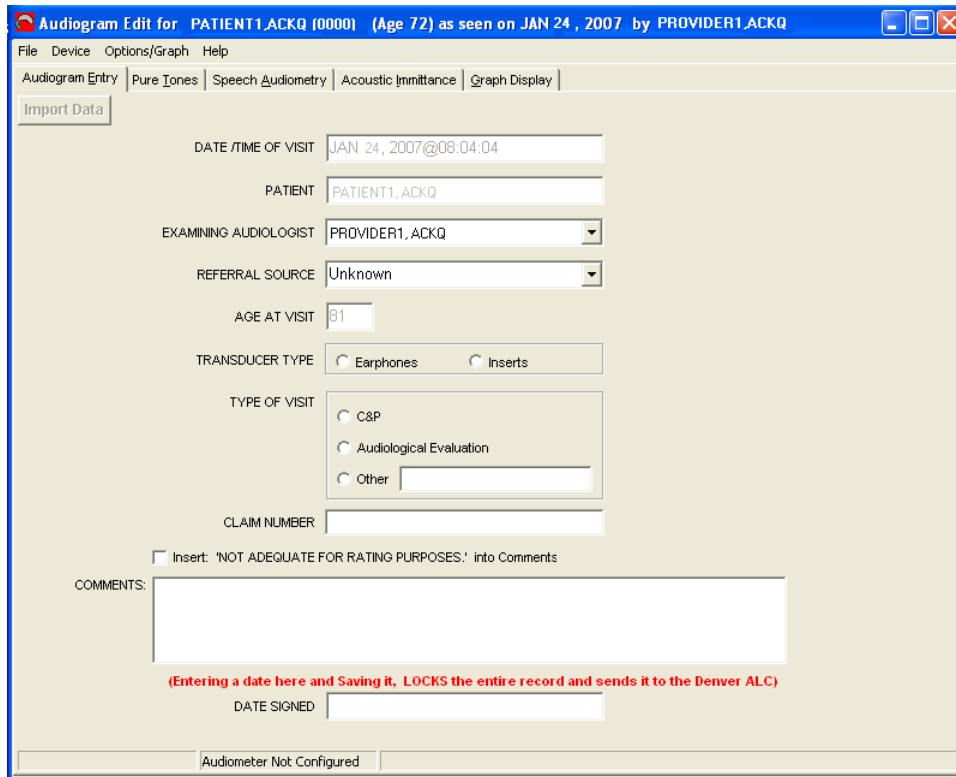 Audiogram Edit for PATIENT1,ACKQ (0000) (Age 72) as seen on JAN 24 , 2007 by PROVIDER1,ACKQ
File Device Options/Graph Help
Audiogram Entry Pure Tones Speech Audiometry Acoustic Immittance Graph Display
Import Data
DATE /TIME OF VISIT JAN 24, 2007@08:04:04
PATIENT PATIENT1, ACKQ
EXAMINING AUDIOLOGIST PROVIDER1, ACKQ
REFERRAL SOURCE Unknown
AGE AT VISIT 81
TRANSDUCER TYPE Earphones Inserts
TYPE OF VISIT
C&P
Audiological Evaluation
Other
CLAIM NUMBER
Insert: 'NOT ADEQUATE FOR RATING PURPOSES.' into Comments
COMMENTS:
(Entering a date here and Saving it, LOCKS the entire record and sends it to the Denver ALC)
DATE SIGNED
Audiometer Not Configured